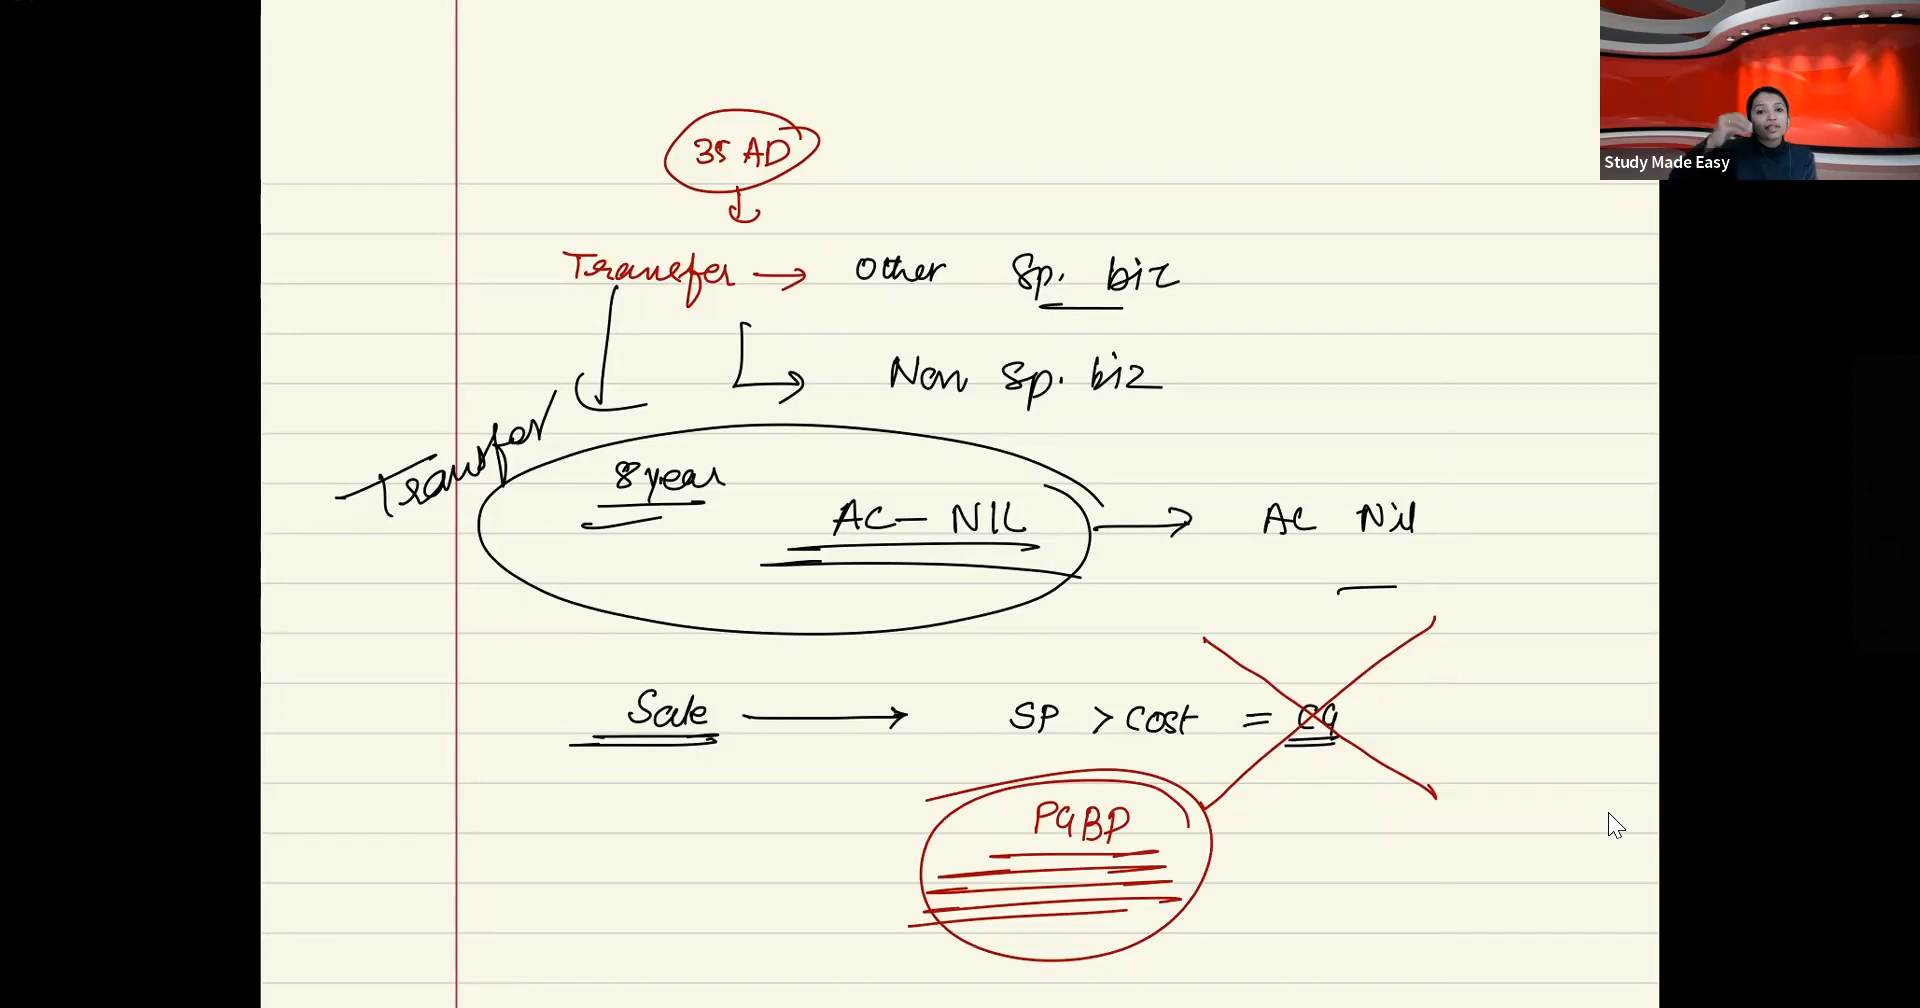 35 AD
Study Made Easy
Transfer → Other Sp. biz
Non Sp. biz
Transfer
8 year
AC - NIL → AC Nil
Sale → SP > Cost = CG
PGBP